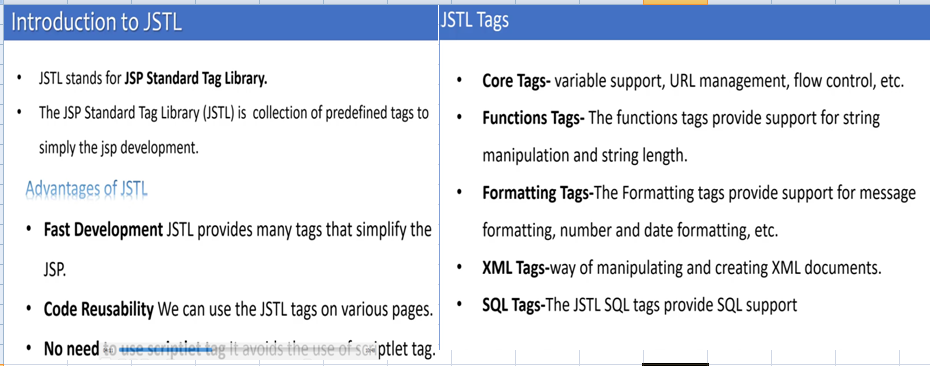 Introduction to JSTL
• JSTL stands for JSP Standard Tag Library.
• The JSP Standard Tag Library (JSTL) is collection of predefined tags to
simply the jsp development.
Advantages of JSTL
• Fast Development JSTL provides many tags that simplify the
JSP.
• Code Reusability We can use the JSTL tags on various pages.
• No need to use scriptlet tag it avoids the use of scriptlet tag.
JSTL Tags
• Core Tags- variable support, URL management, flow control, etc.
• Functions Tags- The functions tags provide support for string
manipulation and string length.
• Formatting Tags-The Formatting tags provide support for message
formatting, number and date formatting, etc.
• XML Tags-way of manipulating and creating XML documents.
• SQL Tags-The JSTL SQL tags provide SQL support